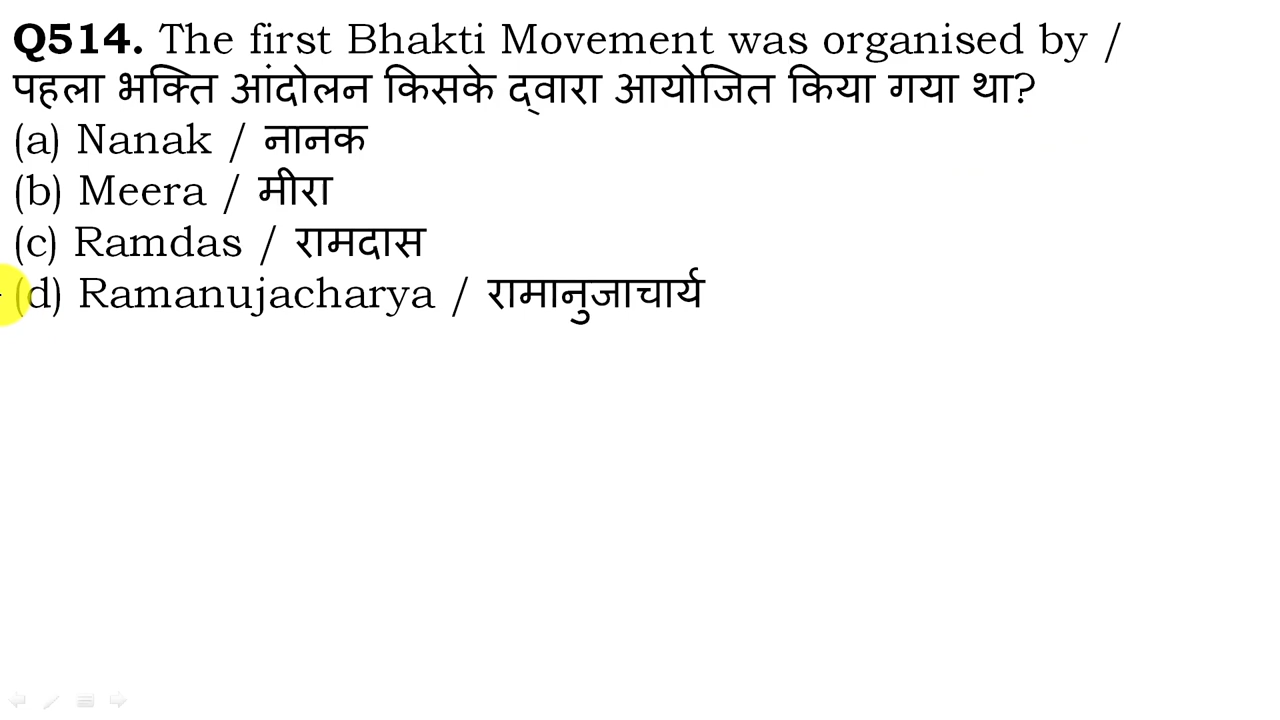 Q514. The first Bhakti Movement was organised by /
पहला भक्ति आंदोलन किसके द्वारा आयोजित किया गया था?
(a) Nanak / नानक
(b) Meera / मीरा
(c) Ramdas / रामदास
(d) Ramanujacharya / रामानुजाचार्य